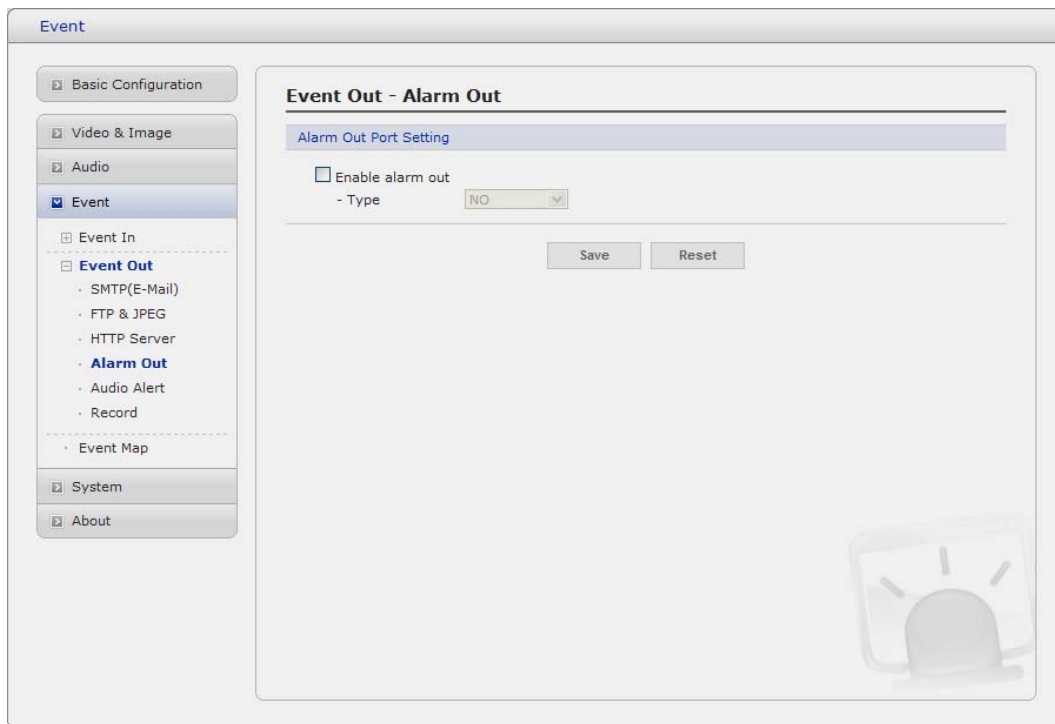 Event
Basic Configuration
Video & Image
Audio
Event
Event In
Event Out
· SMTP(E-Mail)
· FTP & JPEG
· HTTP Server
· Alarm Out
· Audio Alert
· Record
· Event Map
System
About
Event Out - Alarm Out
Alarm Out Port Setting
Enable alarm out
- Type NO
Save Reset